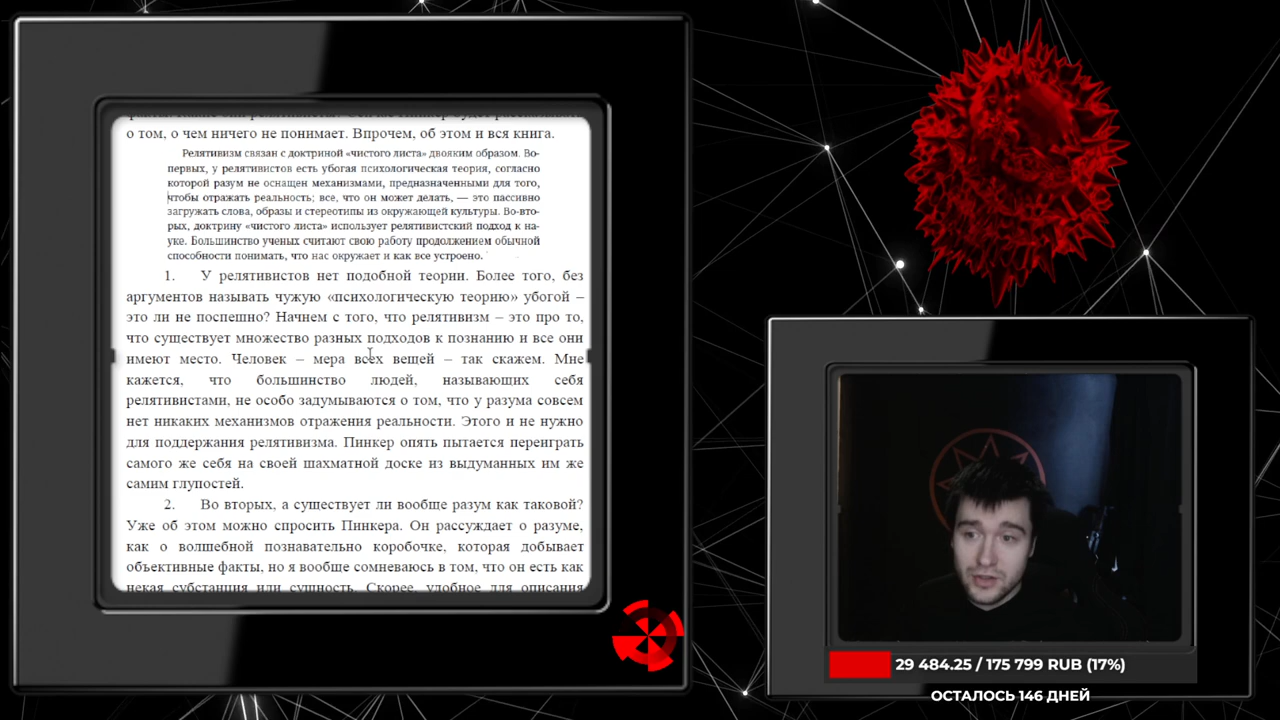 о том, о чем ничего не понимает. Впрочем, об этом и вся книга.
Релятивизм связан с доктриной «чистого листа» двояким образом. Во-
первых, у релятивистов есть убогая психологическая теория, согласно
которой разум не оснащен механизмами, предназначенными для того,
чтобы отражать реальность; все, что он может делать, — это пассивно
загружать слова, образы и стереотипы из окружающей культуры. Во-вто-
рых, доктрину «чистого листа» использует релятивистский подход к на-
уке. Большинство ученых считают свою работу продолжением обычной
способности понимать, что нас окружает и как все устроено.
1. У релятивистов нет подобной теории. Более того, без
аргументов называть чужую «психологическую теорию» убогой –
это ли не поспешно? Начнем с того, что релятивизм – это про то,
что существует множество разных подходов к познанию и все они
имеют место. Человек – мера всех вещей – так скажем. Мне
кажется, что большинство людей, называющих себя
релятивистами, не особо задумываются о том, что у разума совсем
нет никаких механизмов отражения реальности. Этого и не нужно
для поддержания релятивизма. Пинкер опять пытается переиграть
самого же себя на своей шахматной доске из выдуманных им же
самим глупостей.
2. Во вторых, а существует ли вообще разум как таковой?
Уже об этом можно спросить Пинкера. Он рассуждает о разуме,
как о волшебной познавательно коробочке, которая добывает
объективные факты, но я вообще сомневаюсь в том, что он есть как
некая субстанция или сущность. Скорее, удобное для описания
29 484.25 / 175 799 RUB (17%)
ОСТАЛОСЬ 146 ДНЕЙ